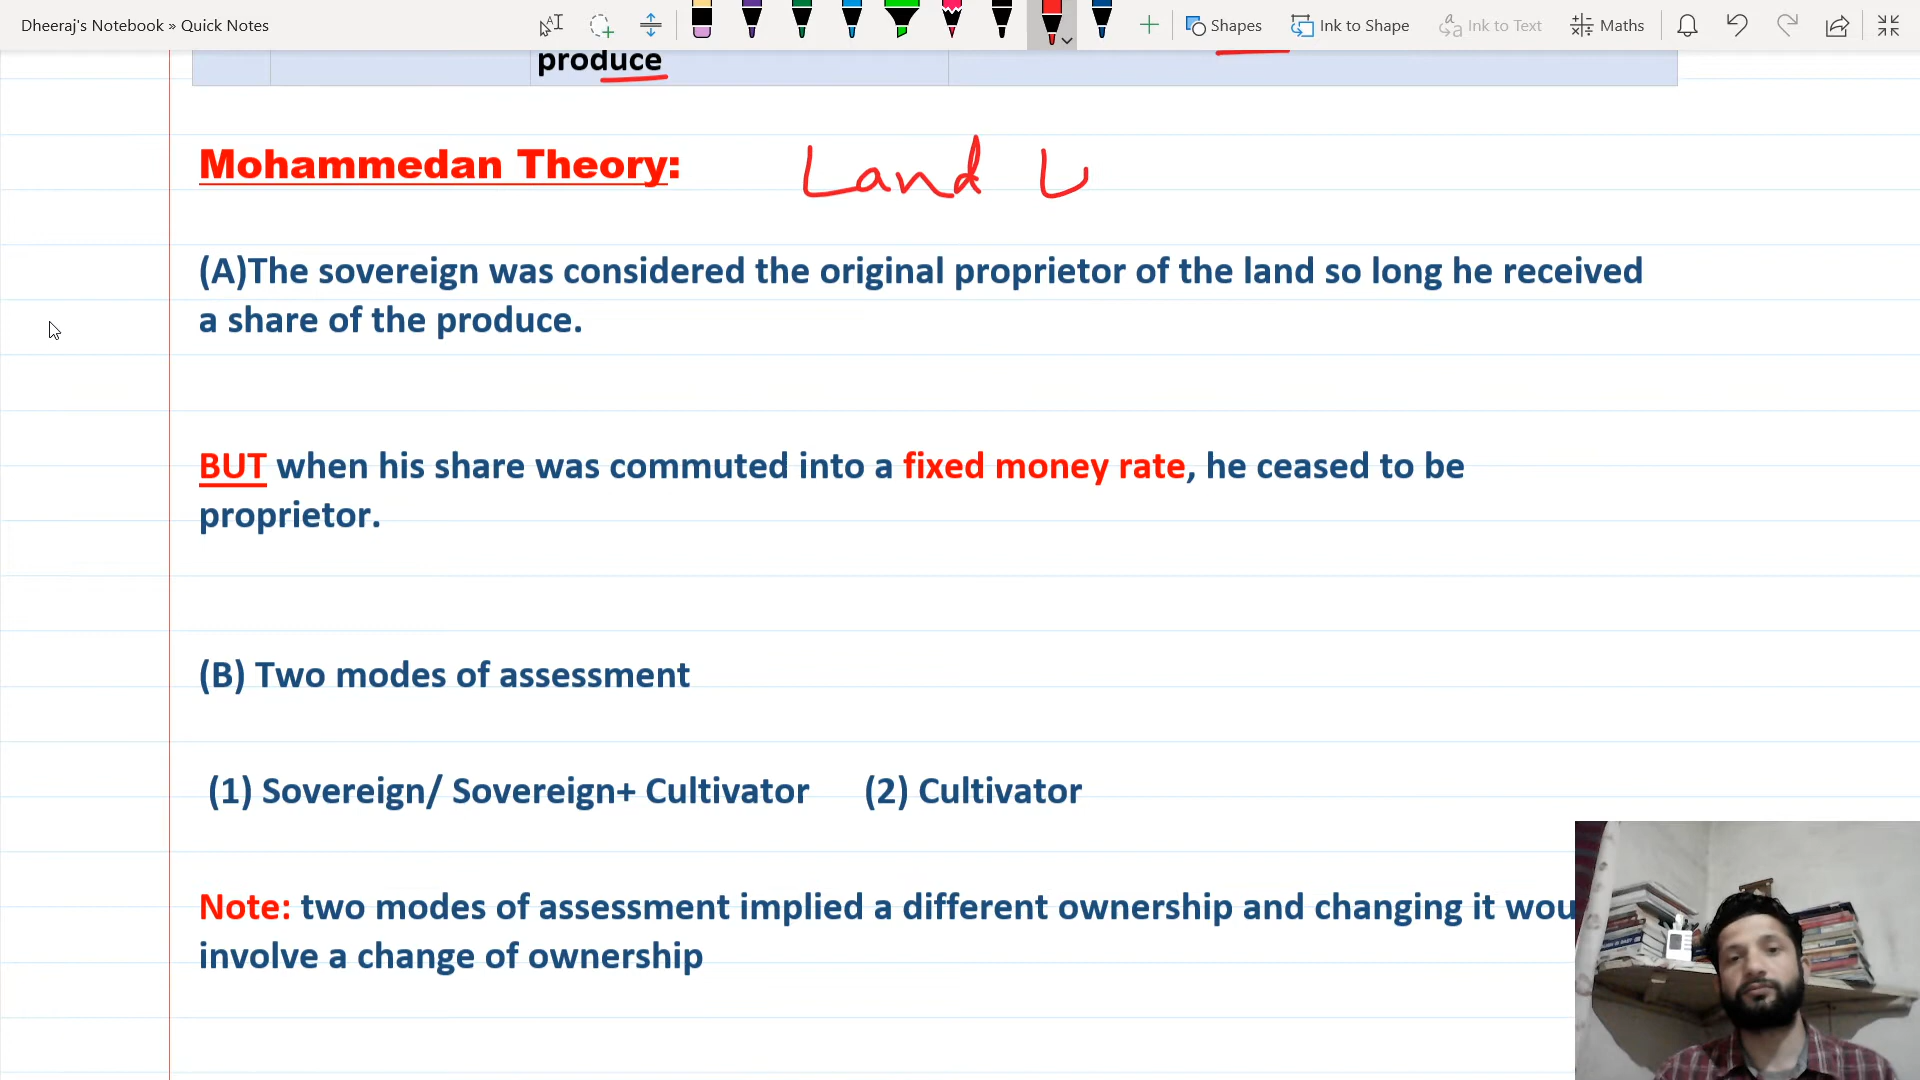 Dheeraj's Notebook » Quick Notes
Shapes
Ink to Shape
Ink to Text
Maths
produce
Mohammedan Theory: Land L
(A)The sovereign was considered the original proprietor of the land so long he received
a share of the produce.
BUT when his share was commuted into a fixed money rate, he ceased to be
proprietor.
(B) Two modes of assessment
(1) Sovereign/ Sovereign+ Cultivator (2) Cultivator
Note: two modes of assessment implied a different ownership and changing it wou
involve a change of ownership